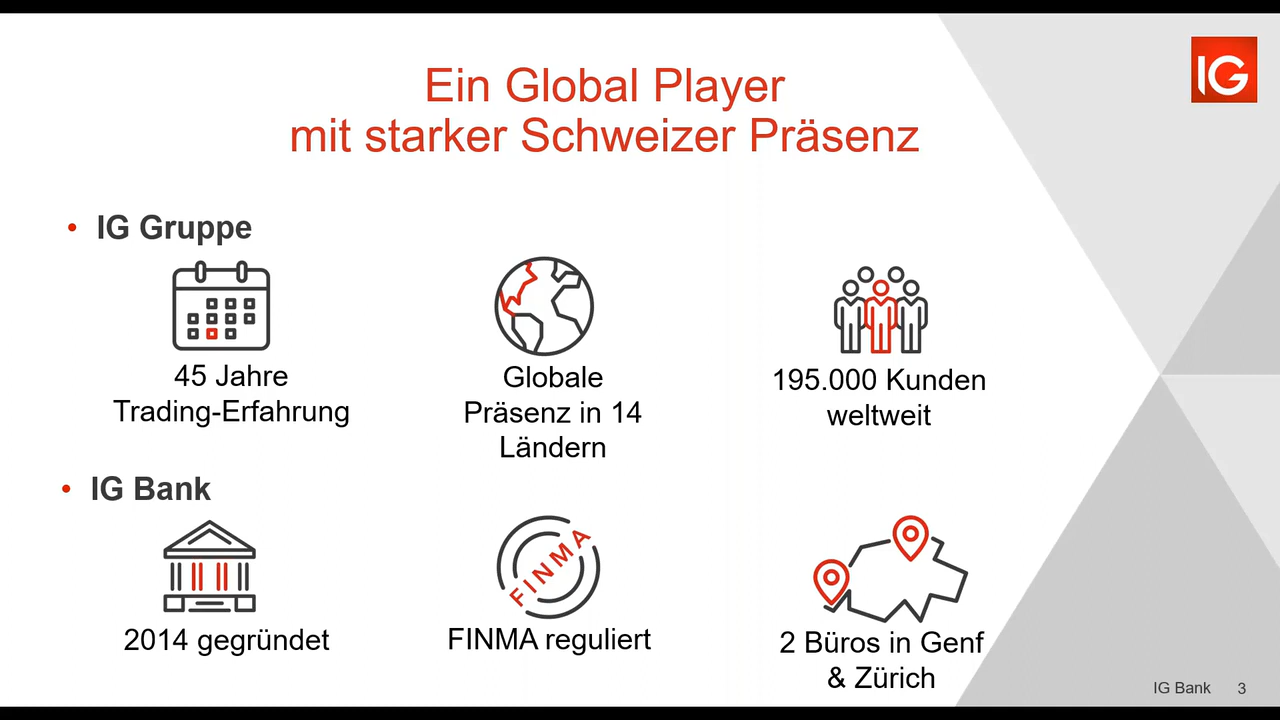 IG
Ein Global Player
mit starker Schweizer Präsenz
• IG Gruppe
45 Jahre
Trading-Erfahrung
Globale
Präsenz in 14
Ländern
195.000 Kunden
weltweit
• IG Bank
2014 gegründet
FINMA
FINMA reguliert
2 Büros in Genf
& Zürich
IG Bank 3